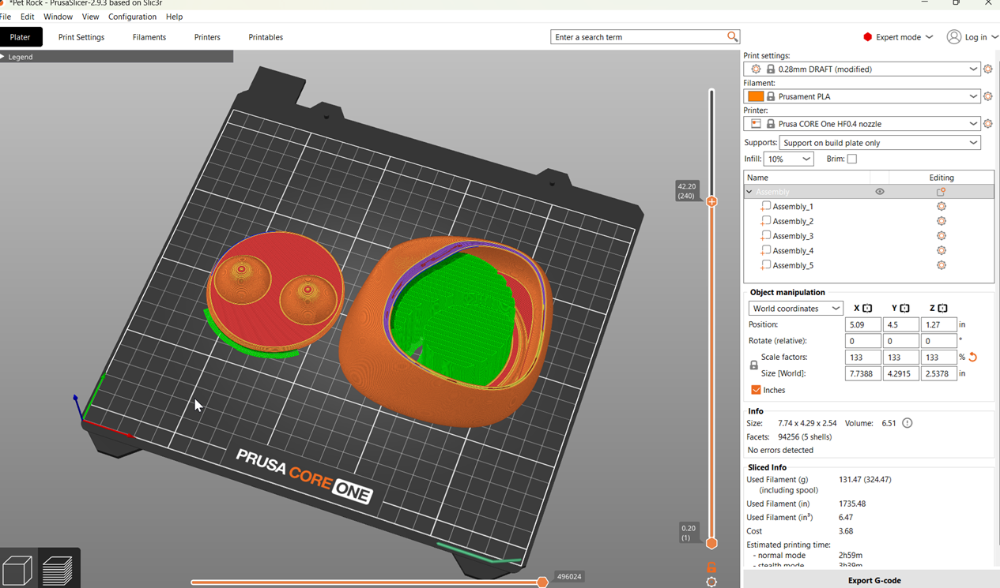 *Pet Rock - PrusaSlicer-2.9.3 based on Slic3r
File Edit Window View Configuration Help
Plater Print Settings Filaments Printers Printables Enter a search term Expert mode Log in
Legend
Print settings:
0.28mm DRAFT (modified)
Filament:
Prusament PLA
Printer:
Prusa CORE One HF0.4 nozzle
Supports: Support on build plate only
Infill: 10% Brim:
Name Editing
Assembly
Assembly_1
Assembly_2
Assembly_3
Assembly_4
Assembly_5
Object manipulation
World coordinates X Y Z
Position: 5.09 4.5 1.27 in
Rotate (relative): 0 0 0 °
Scale factors: 133 133 133 %
Size [World]: 7.7388 4.2915 2.5378 in
Inches
Info
Size: 7.74 x 4.29 x 2.54 Volume: 6.51
Facets: 94256 (5 shells)
No errors detected
Sliced Info
Used Filament (g) 131.47 (324.47)
(including spool)
Used Filament (in) 1735.48
Used Filament (in³) 6.47
Cost 3.68
Estimated printing time:
- normal mode 2h59m
- stealth mode 3h39m
Export G-code
42.20
(240)
0.20
(1)
496024
PRUSA CORE ONE